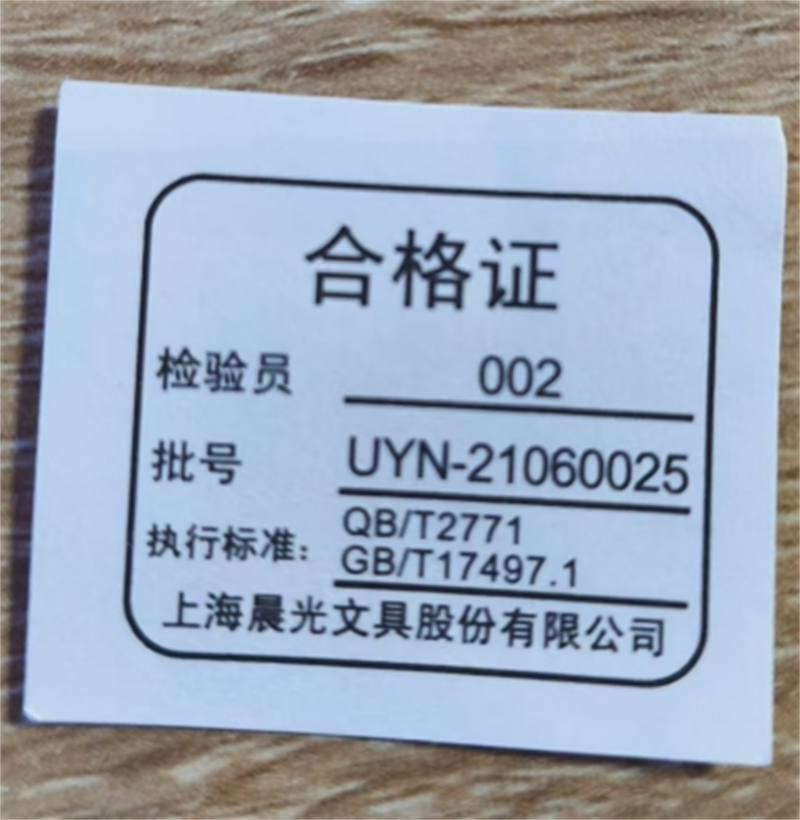 合格证
检验员 002
批号 UYN-21060025
执行标准: QB/T2771
GB/T17497.1
上海晨光文具股份有限公司